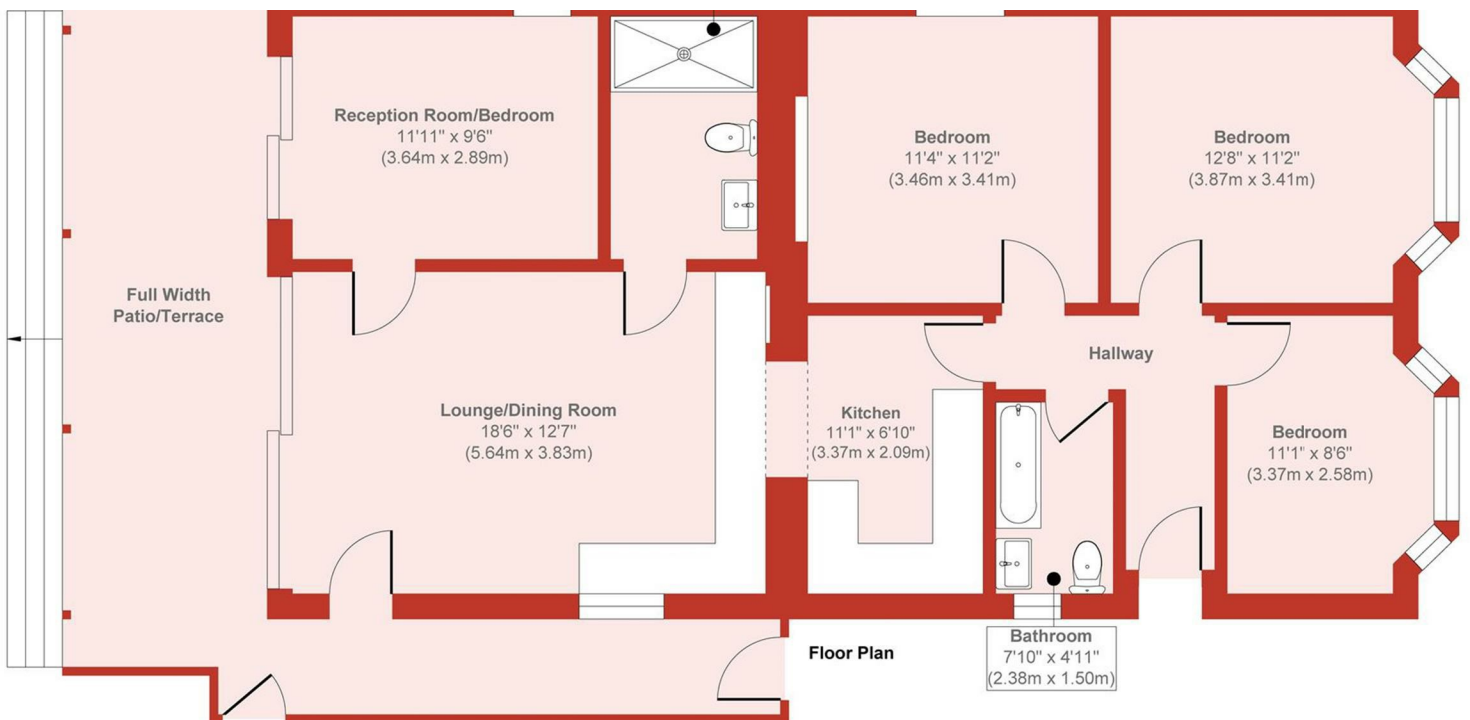 Reception Room/Bedroom
11'11" x 9'6"
(3.64m x 2.89m)
Bedroom
11'4" x 11'2"
(3.46m x 3.41m)
Bedroom
12'8" x 11'2"
(3.87m x 3.41m)
Full Width
Patio/Terrace
Hallway
Lounge/Dining Room
18'6" x 12'7"
(5.64m x 3.83m)
Kitchen
11'1" x 6'10"
(3.37m x 2.09m)
Bedroom
11'1" x 8'6"
(3.37m x 2.58m)
Floor Plan
Bathroom
7'10" x 4'11"
(2.38m x 1.50m)